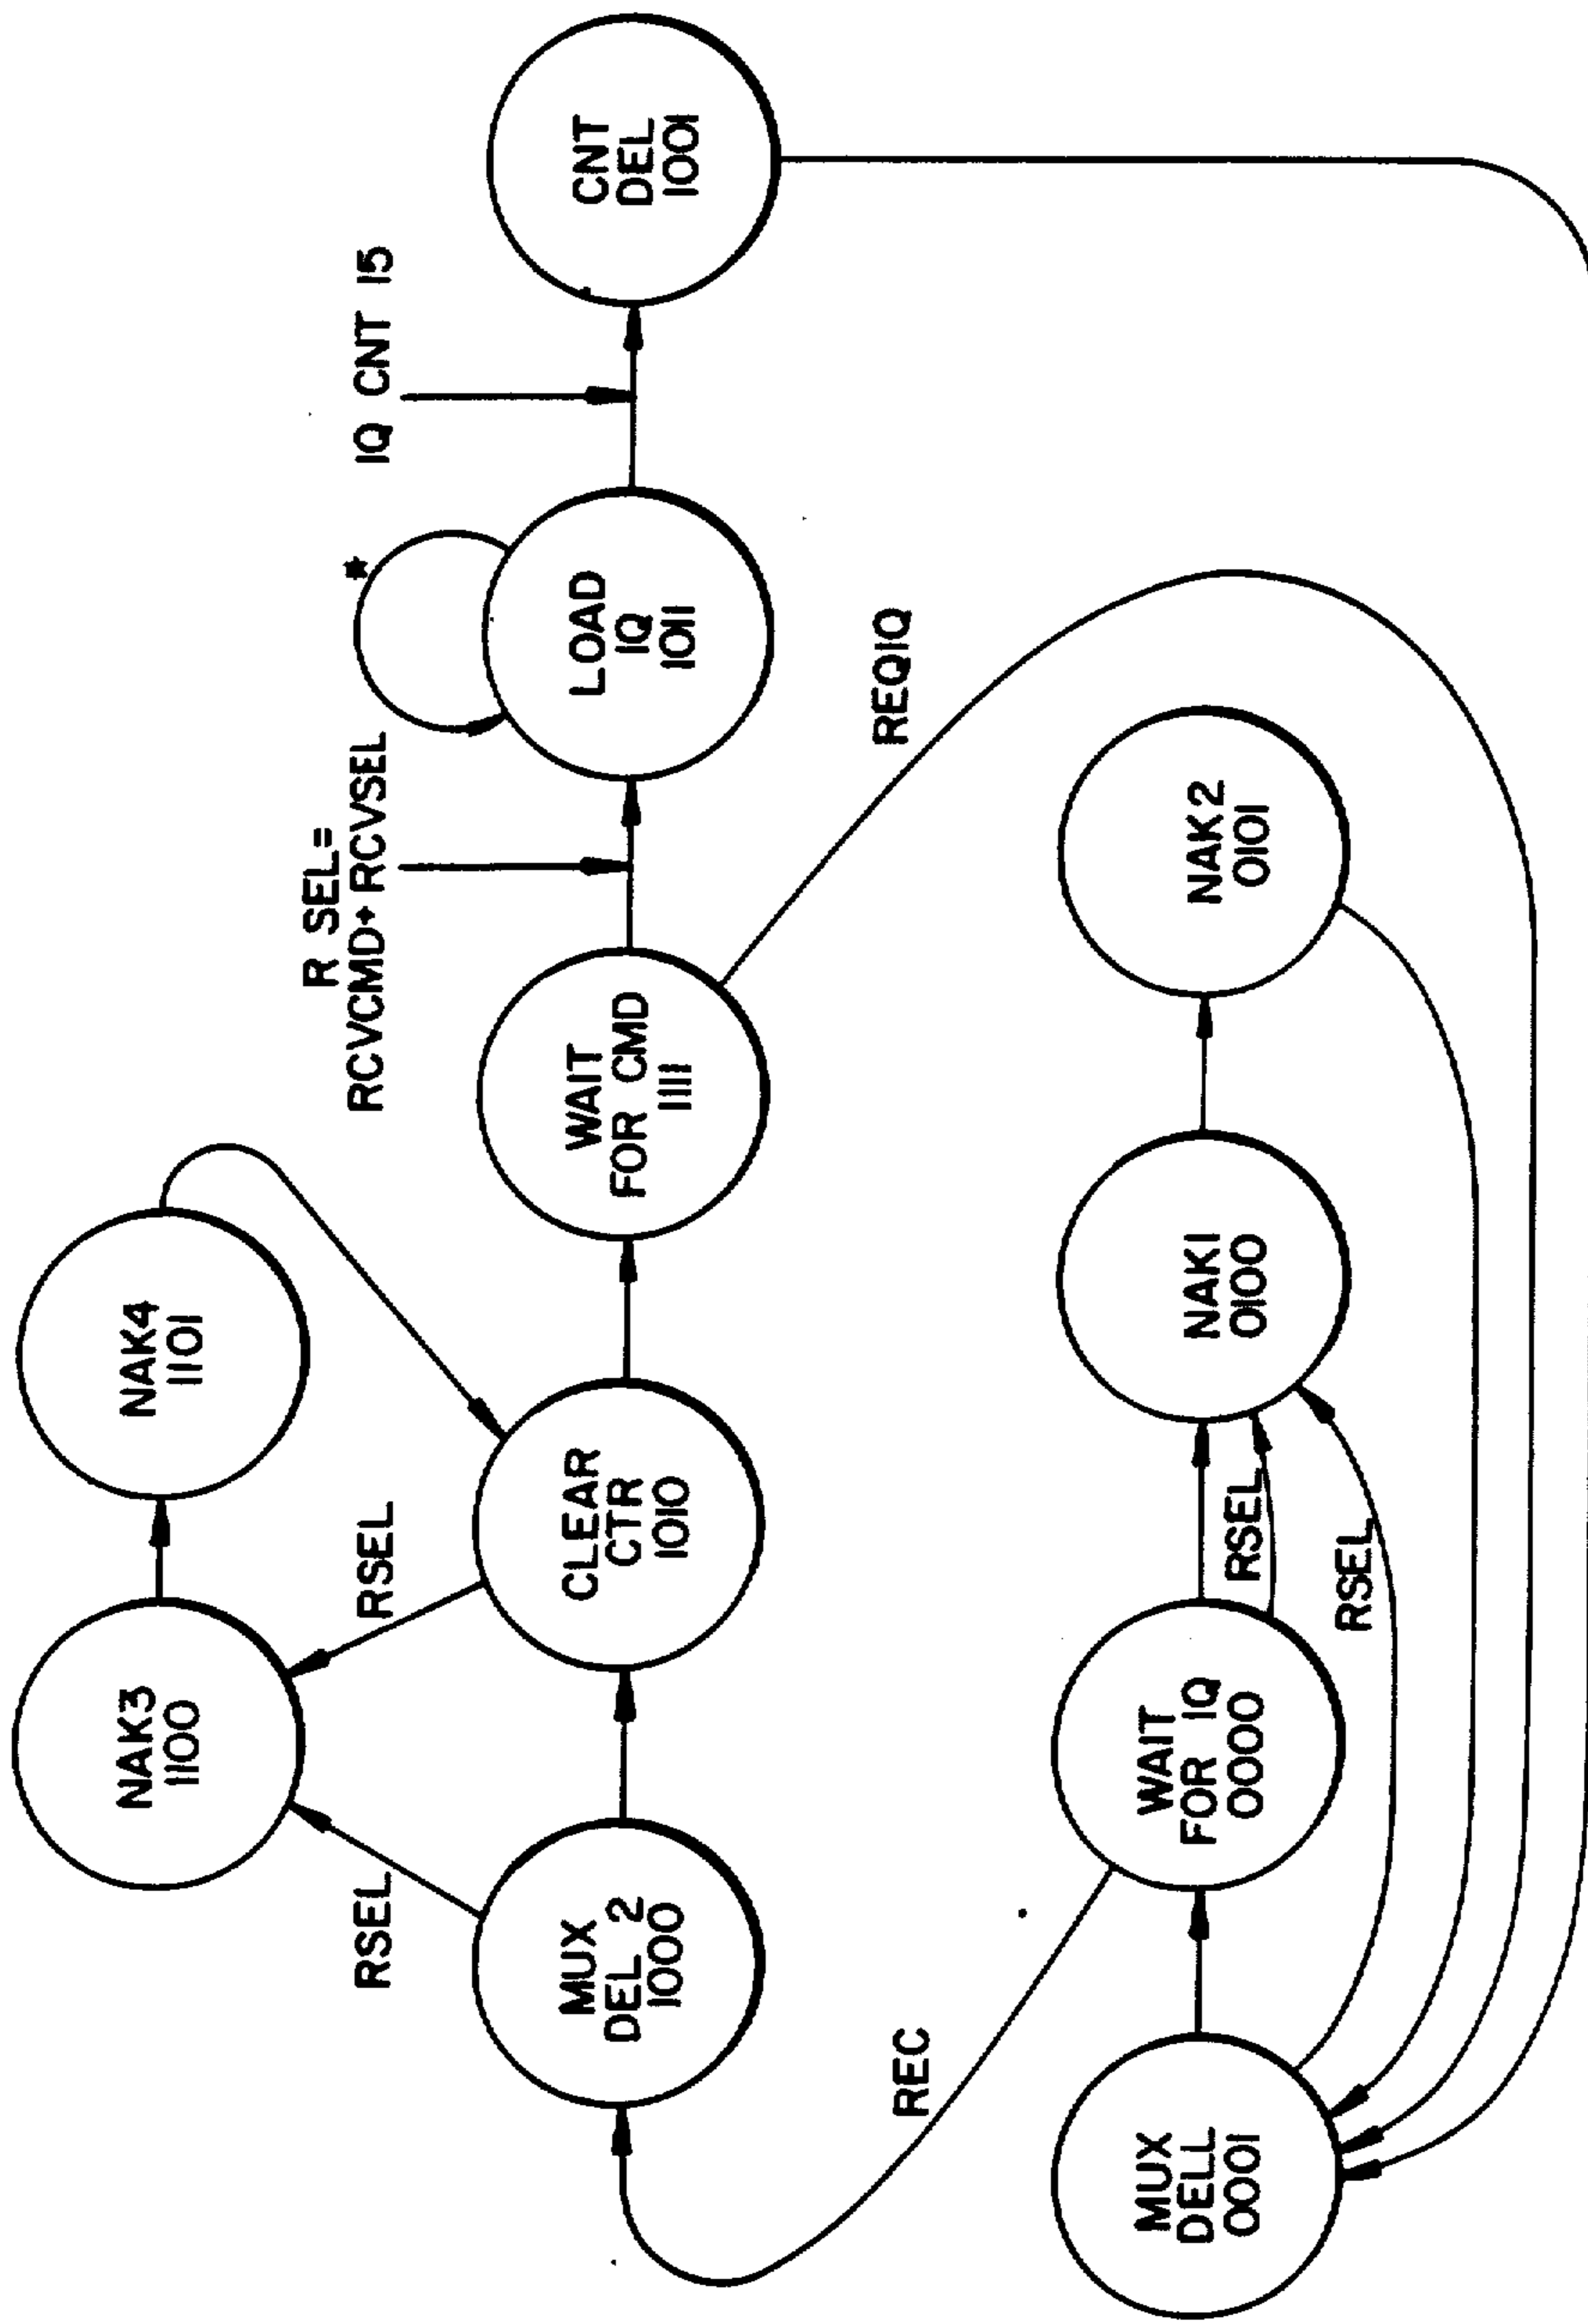 NAK3
1100
NAK4
1101
RSEL
RSEL
R SEL=
RCVCMD+ RCVSEL
*
IQ CNT 15
MUX
DEL 2
1000
CLEAR
CTR
1010
WAIT
FOR CMD
1111
LOAD
IQ
1011
CNT
DEL
1001
REC
REQIQ
MUX
DELL
0001
WAIT
FOR IQ
0000
RSEL
RSEL
NAK1
0100
NAK2
0101